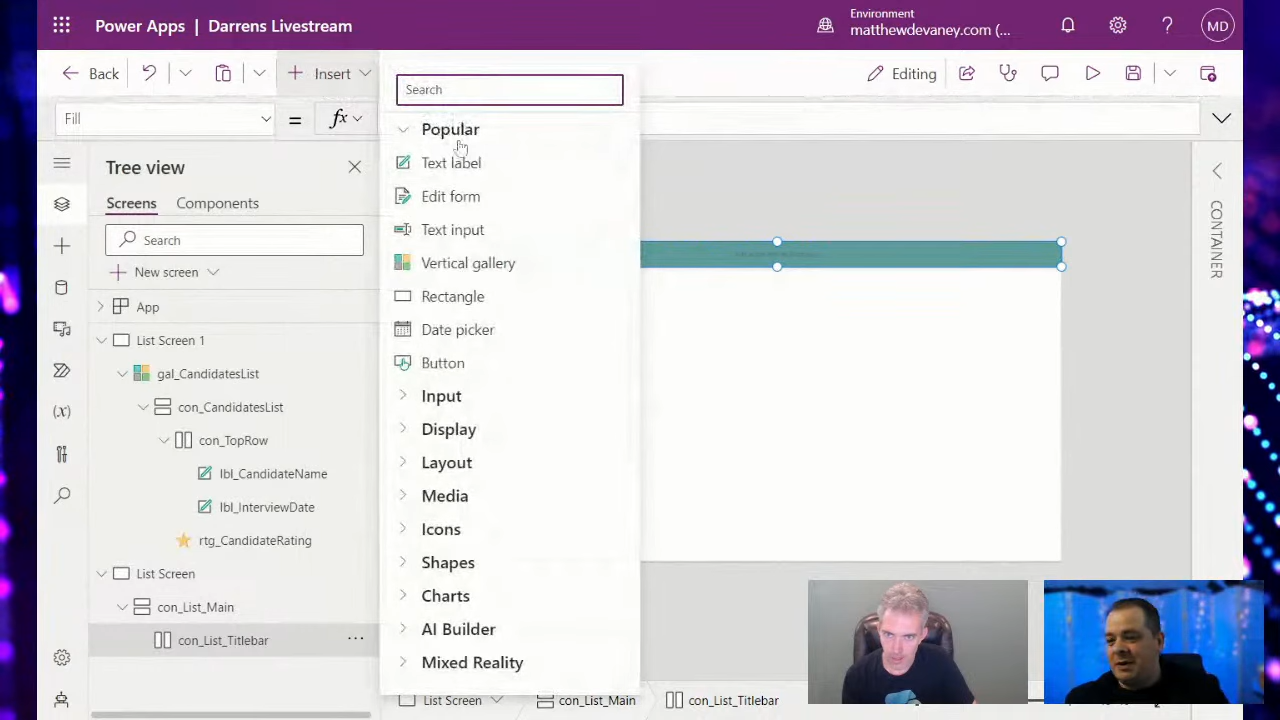 Power Apps | Darrens Livestream
Environment
matthewdevaney.com (...
MD
Back
Insert
Editing
Fill
=
fx
Search
Popular
Text label
Edit form
Text input
Vertical gallery
Rectangle
Date picker
Button
Input
Display
Layout
Media
Icons
Shapes
Charts
AI Builder
Mixed Reality
Tree view
Screens
Components
Search
New screen
App
List Screen 1
gal_CandidatesList
con_CandidatesList
con_TopRow
lbl_CandidateName
lbl_InterviewDate
rtg_CandidateRating
List Screen
con_List_Main
con_List_Titlebar
CONTAINER
List Screen
con_List_Main
con_List_Titlebar